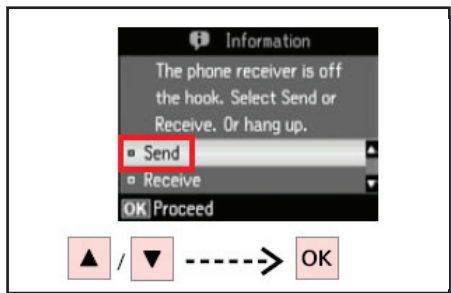 Information
The phone receiver is off
the hook. Select Send or
Receive. Or hang up.
Send
Receive
OK Proceed
/ OK